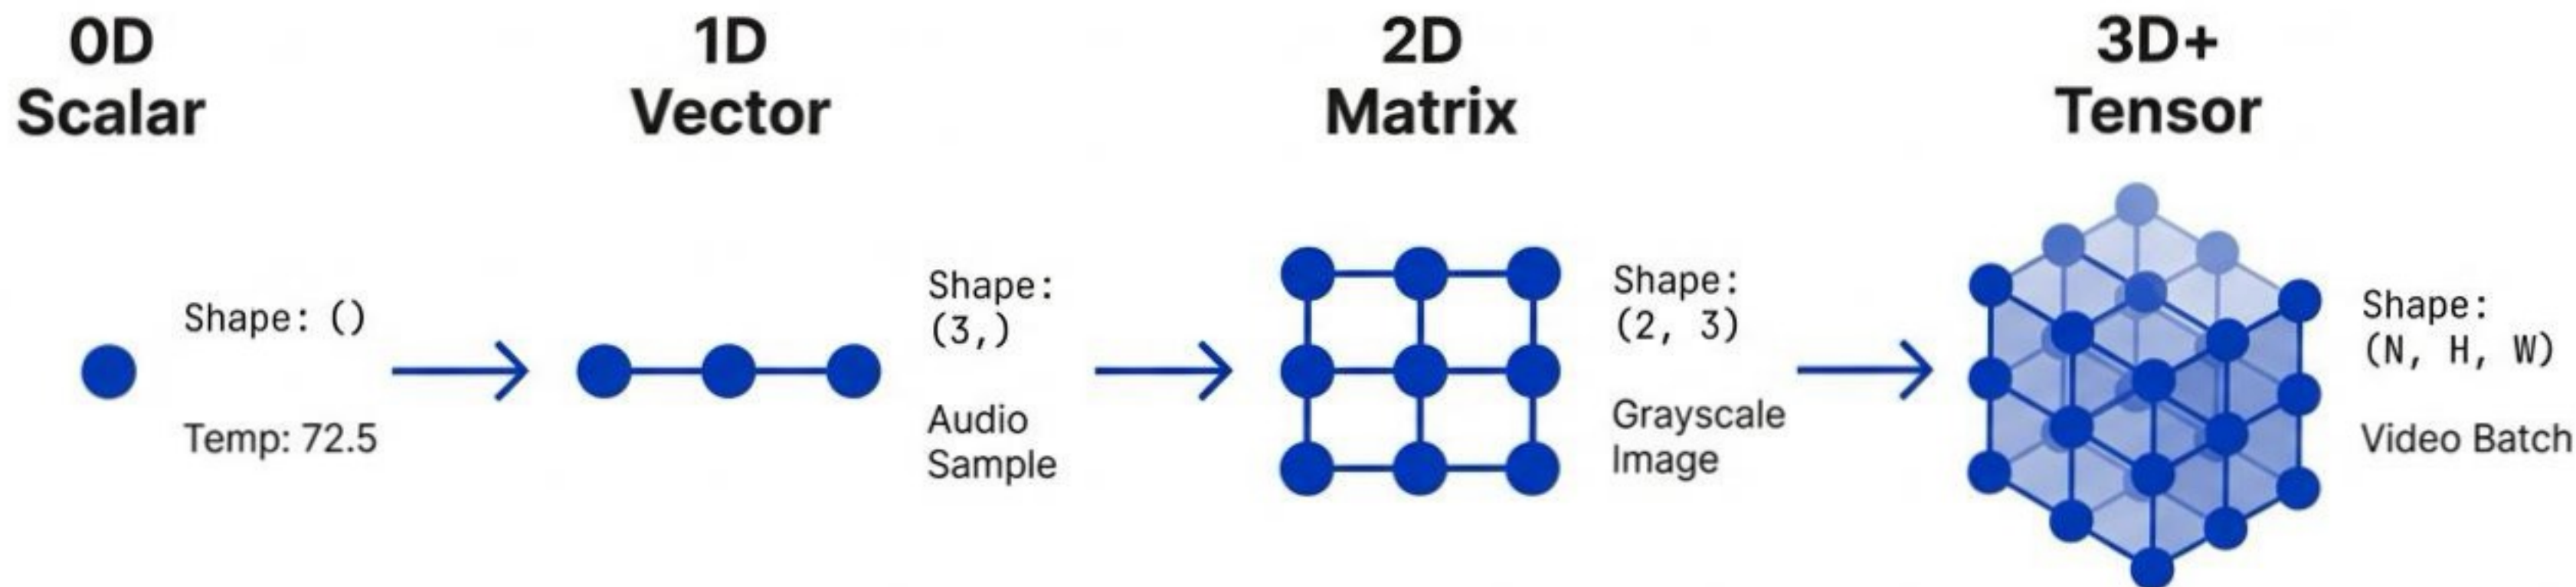 0D
Scalar
Shape: ()
Temp: 72.5
1D
Vector
Shape:
(3,)
Audio
Sample
2D
Matrix
Shape:
(2, 3)
Grayscale
Image
3D+
Tensor
Shape:
(N, H, W)
Video Batch